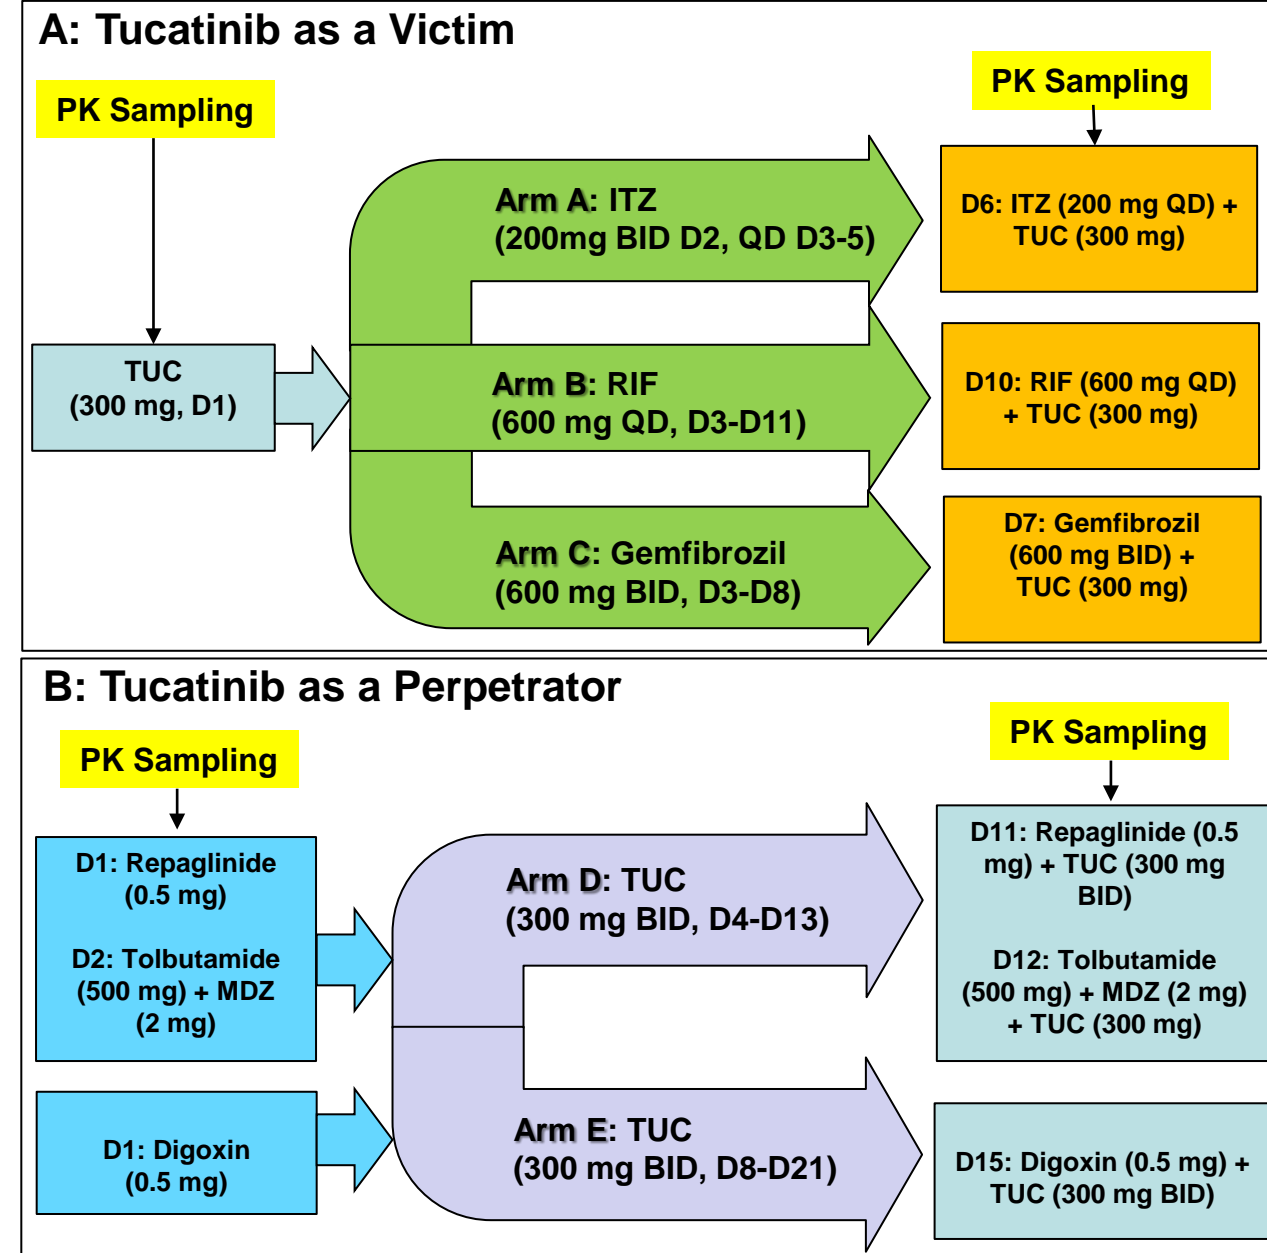 A: Tucatinib as a Victim
PK Sampling
PK Sampling
TUC
(300 mg, D1)
Arm A: ITZ
(200mg BID D2, QD D3-5)
D6: ITZ (200 mg QD) +
TUC (300 mg)
Arm B: RIF
(600 mg QD, D3-D11)
D10: RIF (600 mg QD)
+ TUC (300 mg)
Arm C: Gemfibrozil
(600 mg BID, D3-D8)
D7: Gemfibrozil
(600 mg BID) +
TUC (300 mg)
B: Tucatinib as a Perpetrator
PK Sampling
PK Sampling
D1: Repaglinide
(0.5 mg)
D2: Tolbutamide
(500 mg) + MDZ
(2 mg)
Arm D: TUC
(300 mg BID, D4-D13)
D11: Repaglinide (0.5
mg) + TUC (300 mg
BID)
D12: Tolbutamide
(500 mg) + MDZ (2 mg)
+ TUC (300 mg)
D1: Digoxin
(0.5 mg)
Arm E: TUC
(300 mg BID, D8-D21)
D15: Digoxin (0.5 mg) +
TUC (300 mg BID)